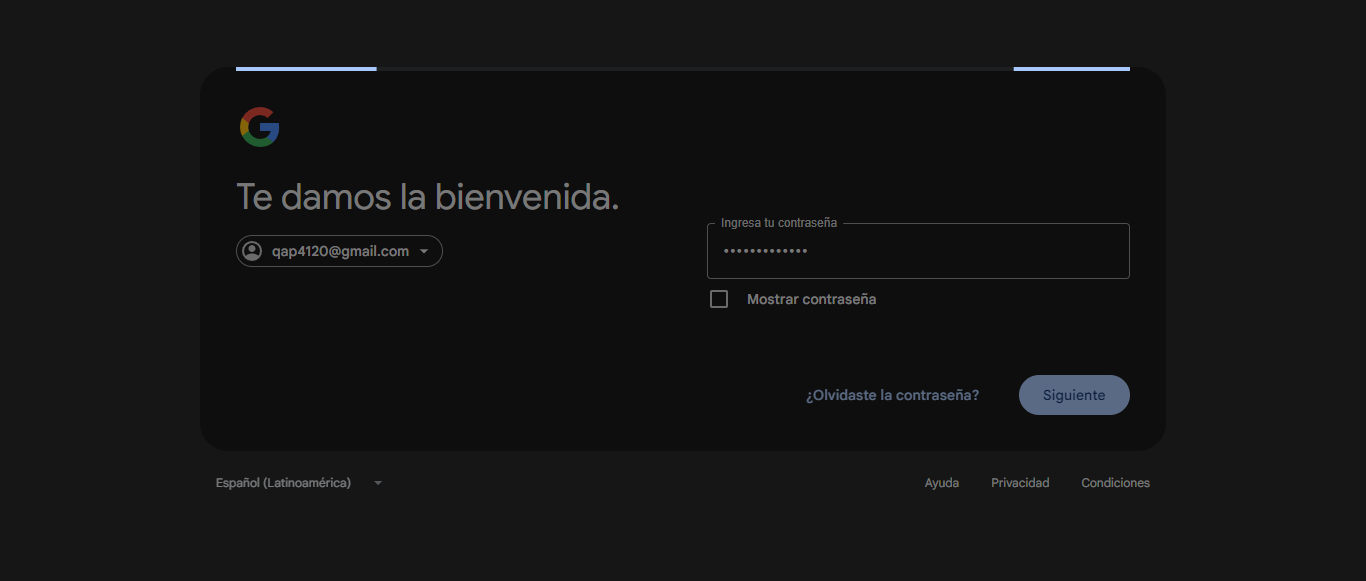 Te damos la bienvenida.
qap4120@gmail.com
Ingresa tu contraseña
•••••••••••••
Mostrar contraseña
¿Olvidaste la contraseña?
Siguiente
Español (Latinoamérica)
Ayuda
Privacidad
Condiciones